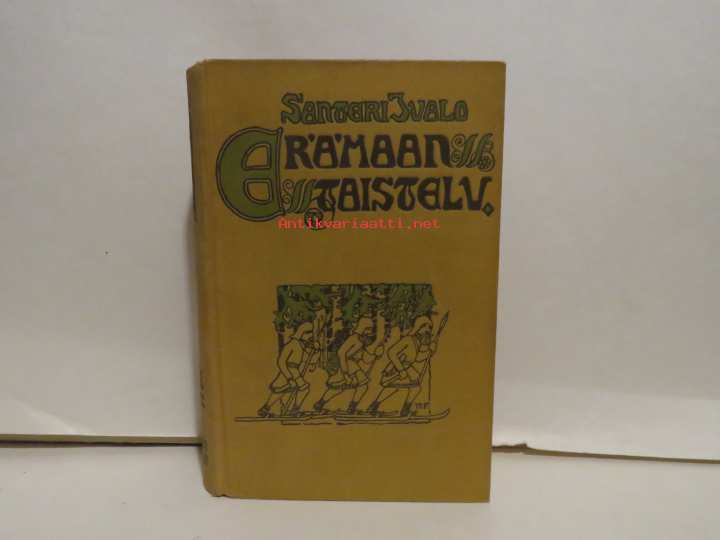 SANTERI IVALO
ERÄMAAN
TAISTELU.
Antikvariaatti.net